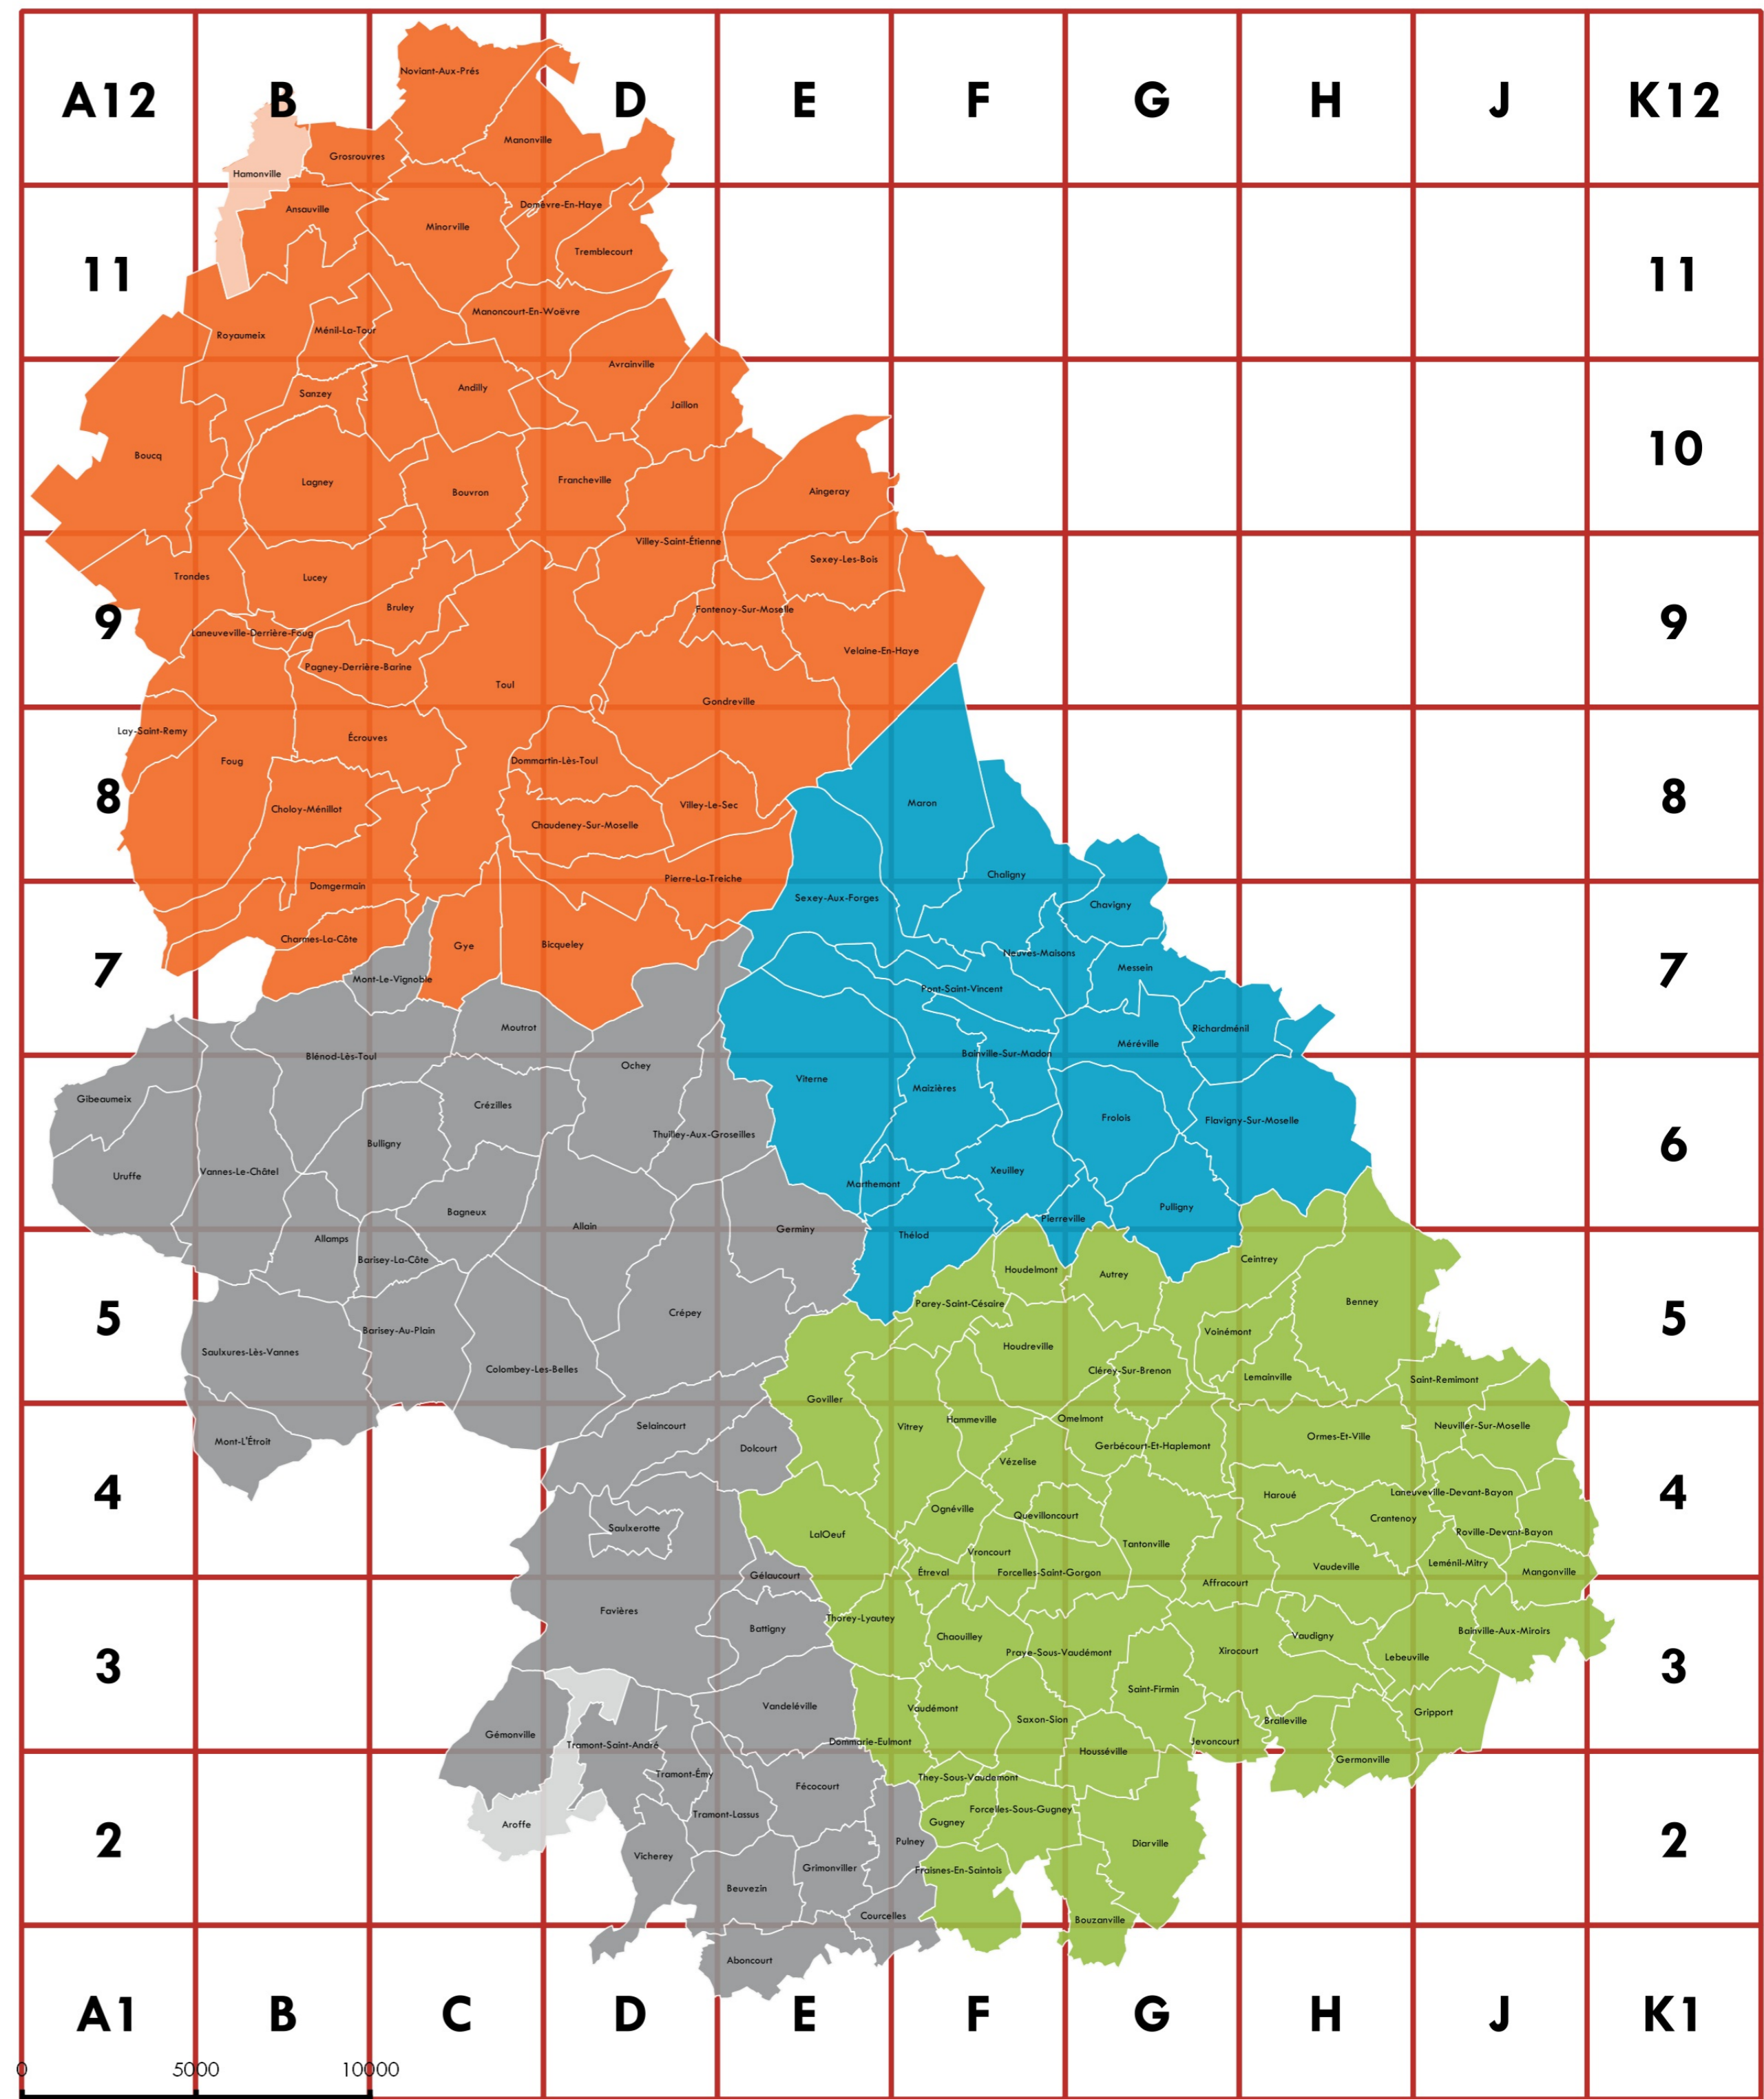 Noviant-Aux-Prés
A12 B D E F G H J K12
Manonville
Grosrouvres
Hamonville
Ansauville
Domèvre-En-Haye
Minorville
Tremblecourt
11 11
Manoncourt-En-Woëvre
Ménil-La-Tour
Royaumeix
Avrainville
Andilly
Sanzey
Jaillon
10
Boucq
Francheville
Lagney
Bouvron
Aingeray
Villey-Saint-Étienne
Sexey-Les-Bois
Trondes
Lucey
Bruley
Fontenoy-Sur-Moselle
9 9
Laneuveville-Derrière-Foug
Velaine-En-Haye
Pagney-Derrière-Barine
Toul
Gondreville
Lay-Saint-Remy
Écrouves
Foug
Dommartin-Lès-Toul
8 8
Maron
Villey-Le-Sec
Choloy-Ménillot
Chaudeney-Sur-Moselle
Chaligny
Pierre-La-Treiche
Domgermain
Sexey-Aux-Forges
Chavigny
Charmes-La-Côte
Gye
Bicqueley
Neuves-Maisons
7 7
Messein
Mont-Le-Vignoble
Pont-Saint-Vincent
Moutrot
Richardménil
Méréville
Bainville-Sur-Madon
Blénod-Lès-Toul
Ochey
Viterne
Maizières
Gibeaumeix
Crézilles
Frolois
Flavigny-Sur-Moselle
Thuilley-Aux-Groseilles
Bulligny
6
Xeuilley
Vannes-Le-Châtel
Uruffe
Marthemont
Pulligny
Bagneux
Pierreville
Allain
Germiny
Thélod
Allamps
Ceintrey
Barisey-La-Côte
Houdelmont
Autrey
Benney
Parey-Saint-Césaire
Crépey
5 5
Barisey-Au-Plain
Voinémont
Houdreville
Saulxures-Lès-Vannes
Colombey-Les-Belles
Clérey-Sur-Brenon
Lemainville
Saint-Remimont
Goviller
Hammeville
Omelmont
Selaincourt
Vitrey
Neuviller-Sur-Moselle
Ormes-Et-Ville
Mont-L'Étroit
Gerbécourt-Et-Haplemont
Dolcourt
Vézelise
4 4
Laneuveville-Devant-Bayon
Haroué
Ognéville
Quevilloncourt
Crantenoy
Saulxerotte
LalOeuf
Roville-Devant-Bayon
Tantonville
Vroncourt
Leménil-Mitry
Vaudeville
Mangonville
Étreval
Forcelles-Saint-Gorgon
Gélaucourt
Affracourt
Favières
Thorey-Lyautey
Battigny
Bainville-Aux-Miroirs
Chaouilley
Vaudigny
Praye-Sous-Vaudémont
Xirocourt
Lebeuville
3 3
Saint-Firmin
Vandeléville
Vaudémont
Gripport
Saxon-Sion
Bralleville
Gémonville
Dommarie-Eulmont
Jevoncourt
Tramont-Saint-André
Housséville
Germonville
Tramont-Émy
They-Sous-Vaudemont
Fécocourt
Forcelles-Sous-Gugney
Tramont-Lassus
Gugney
Aroffe
2 2
Pulney
Diarville
Vicherey
Grimonviller
Fraisnes-En-Saintois
Beuvezin
Courcelles
Bouzanville
Aboncourt
A1 B C D E F G H J K1
0 5000 10000